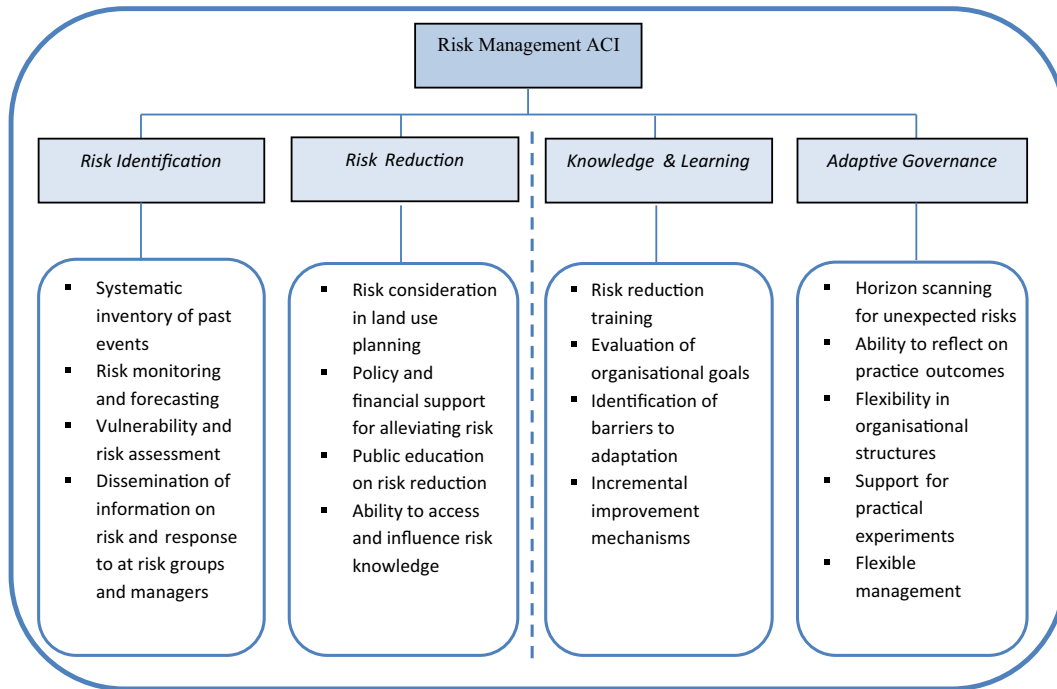 Risk Management ACI
Risk Identification
Risk Reduction
Knowledge & Learning
Adaptive Governance
▪ Systematic
inventory of past
events
▪ Risk monitoring
and forecasting
▪ Vulnerability and
risk assessment
▪ Dissemination of
information on
risk and response
to at risk groups
and managers
▪ Risk consideration
in land use
planning
▪ Policy and
financial support
for alleviating risk
▪ Public education
on risk reduction
▪ Ability to access
and influence risk
knowledge
▪ Risk reduction
training
▪ Evaluation of
organisational goals
▪ Identification of
barriers to
adaptation
▪ Incremental
improvement
mechanisms
▪ Horizon scanning
for unexpected risks
▪ Ability to reflect on
practice outcomes
▪ Flexibility in
organisational
structures
▪ Support for
practical
experiments
▪ Flexible
management